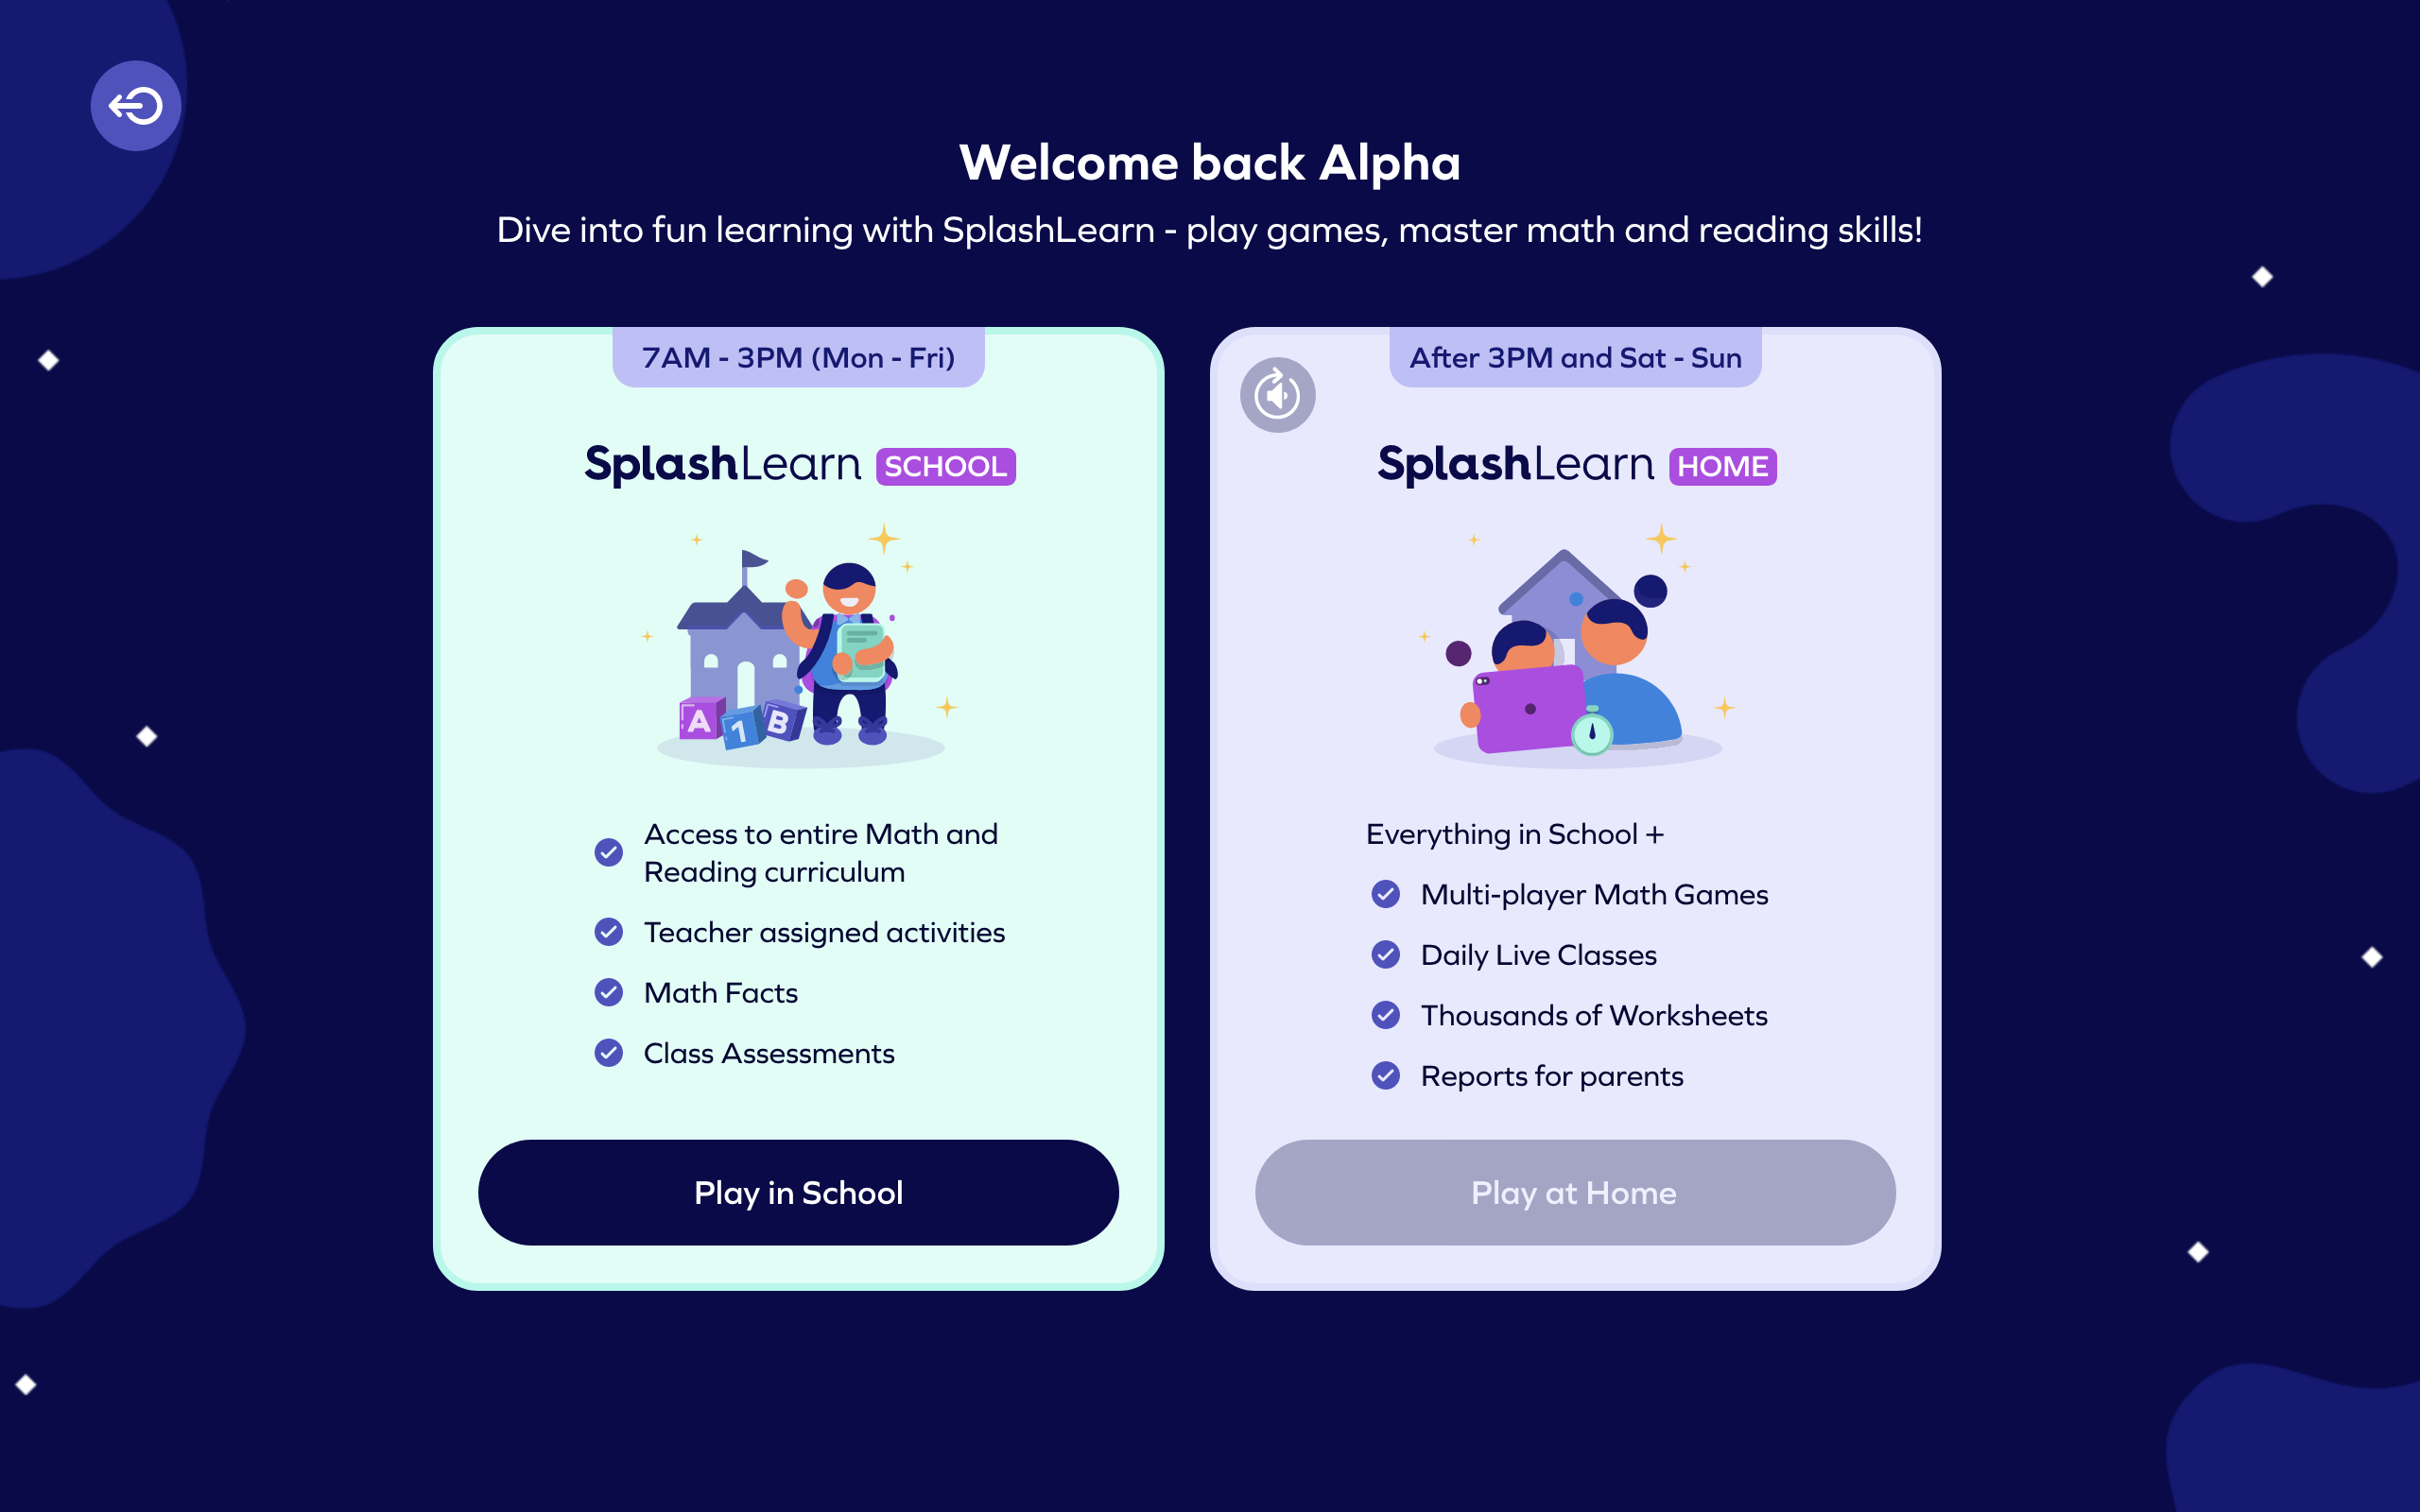 Welcome back Alpha
Dive into fun learning with SplashLearn - play games, master math and reading skills!
7AM - 3PM (Mon - Fri)
SplashLearn SCHOOL
A 1 B
Access to entire Math and
Reading curriculum
Teacher assigned activities
Math Facts
Class Assessments
Play in School
After 3PM and Sat - Sun
SplashLearn HOME
Everything in School +
Multi-player Math Games
Daily Live Classes
Thousands of Worksheets
Reports for parents
Play at Home